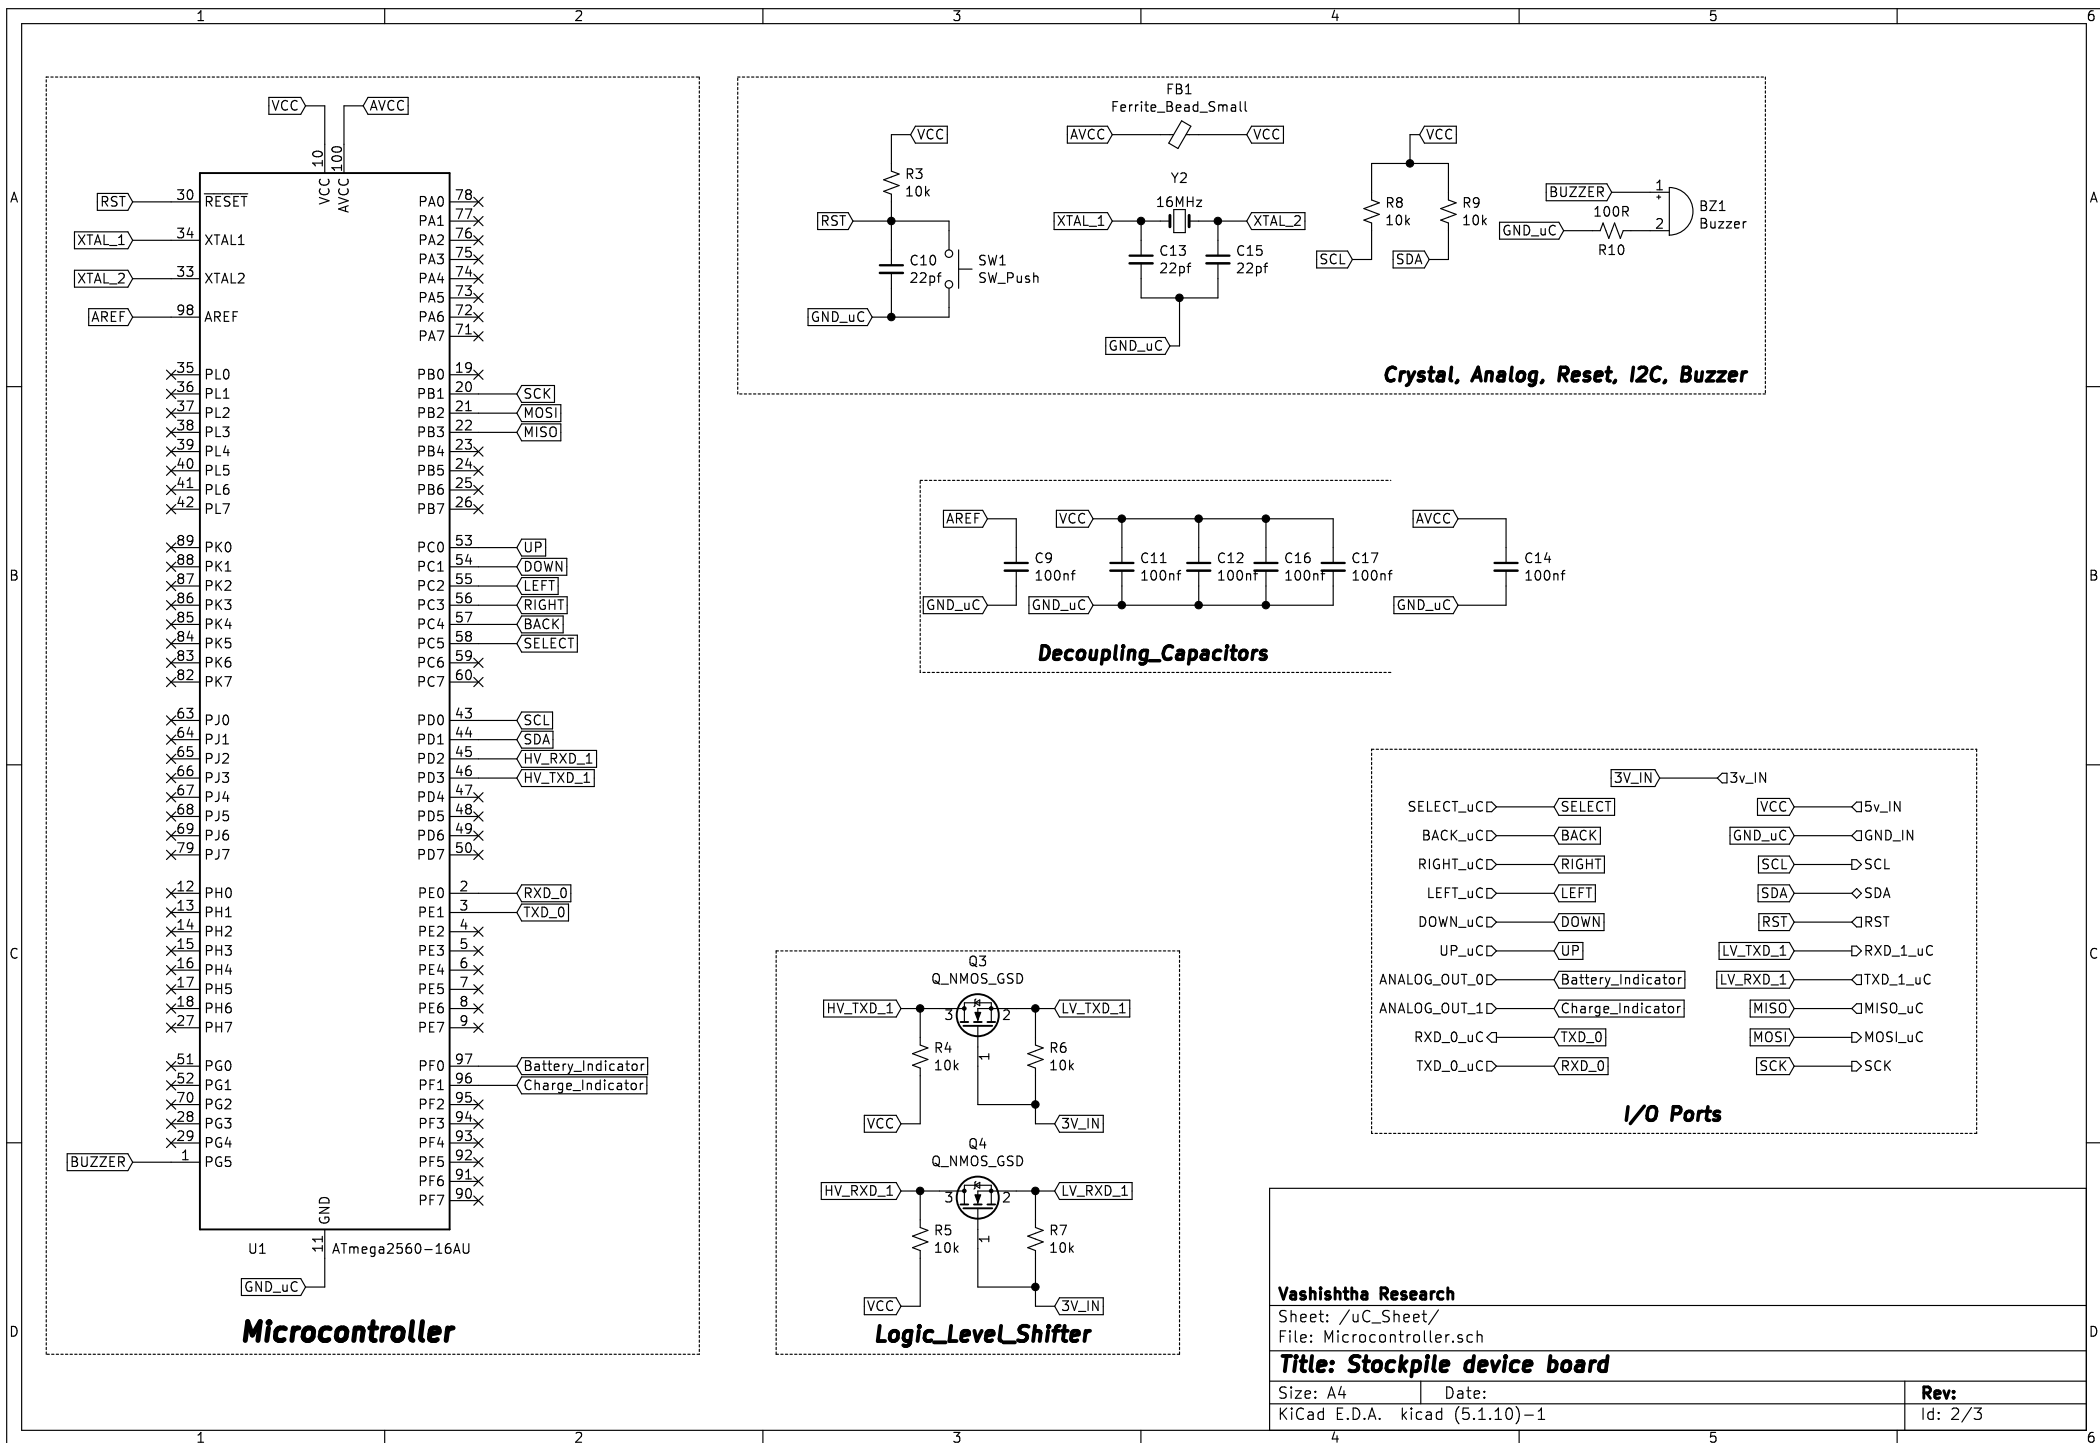 1 2 3 4 5 6
A
B
C
D
VCC
AVCC
10
100
VCC
AVCC
RST 30 RESET
XTAL_1 34 XTAL1
XTAL_2 33 XTAL2
AREF 98 AREF
35 PL0
36 PL1
37 PL2
38 PL3
39 PL4
40 PL5
41 PL6
42 PL7
89 PK0
88 PK1
87 PK2
86 PK3
85 PK4
84 PK5
83 PK6
82 PK7
63 PJ0
64 PJ1
65 PJ2
66 PJ3
67 PJ4
68 PJ5
69 PJ6
79 PJ7
12 PH0
13 PH1
14 PH2
15 PH3
16 PH4
17 PH5
18 PH6
27 PH7
51 PG0
52 PG1
70 PG2
28 PG3
29 PG4
BUZZER 1 PG5
PA0 78
PA1 77
PA2 76
PA3 75
PA4 74
PA5 73
PA6 72
PA7 71
PB0 19
PB1 20 SCK
PB2 21 MOSI
PB3 22 MISO
PB4 23
PB5 24
PB6 25
PB7 26
PC0 53 UP
PC1 54 DOWN
PC2 55 LEFT
PC3 56 RIGHT
PC4 57 BACK
PC5 58 SELECT
PC6 59
PC7 60
PD0 43 SCL
PD1 44 SDA
PD2 45 HV_RXD_1
PD3 46 HV_TXD_1
PD4 47
PD5 48
PD6 49
PD7 50
PE0 2 RXD_0
PE1 3 TXD_0
PE2 4
PE3 5
PE4 6
PE5 7
PE6 8
PE7 9
PF0 97 Battery_Indicator
PF1 96 Charge_Indicator
PF2 95
PF3 94
PF4 93
PF5 92
PF6 91
PF7 90
GND
11
U1 ATmega2560-16AU
GND_uC
Microcontroller
VCC
R3
10k
RST
C10
22pf
SW1
SW_Push
GND_uC
FB1
Ferrite_Bead_Small
AVCC VCC
Y2
16MHz
XTAL_1 XTAL_2
C13
22pf
C15
22pf
GND_uC
VCC
R8
10k
R9
10k
SCL SDA
BUZZER 1
+
100R
GND_uC 2
R10
BZ1
Buzzer
Crystal, Analog, Reset, I2C, Buzzer
AREF VCC AVCC
C9
100nf
C11
100nf
C12
100nf
C16
100nf
C17
100nf
C14
100nf
GND_uC GND_uC GND_uC
Decoupling_Capacitors
Q3
Q_NMOS_GSD
HV_TXD_1 3 2 LV_TXD_1
1
R4
10k
R6
10k
VCC 3V_IN
Q4
Q_NMOS_GSD
HV_RXD_1 3 2 LV_RXD_1
1
R5
10k
R7
10k
VCC 3V_IN
Logic_Level_Shifter
3V_IN 3v_IN
SELECT_uC SELECT VCC 5v_IN
BACK_uC BACK GND_uC GND_IN
RIGHT_uC RIGHT SCL SCL
LEFT_uC LEFT SDA SDA
DOWN_uC DOWN RST RST
UP_uC UP LV_TXD_1 RXD_1_uC
ANALOG_OUT_0 Battery_Indicator LV_RXD_1 TXD_1_uC
ANALOG_OUT_1 Charge_Indicator MISO MISO_uC
RXD_0_uC TXD_0 MOSI MOSI_uC
TXD_0_uC RXD_0 SCK SCK
I/O Ports
Vashishtha Research
Sheet: /uC_Sheet/
File: Microcontroller.sch
Title: Stockpile device board
Size: A4 Date: Rev:
KiCad E.D.A. kicad (5.1.10)-1 Id: 2/3
A
B
C
D
1 2 3 4 5 6